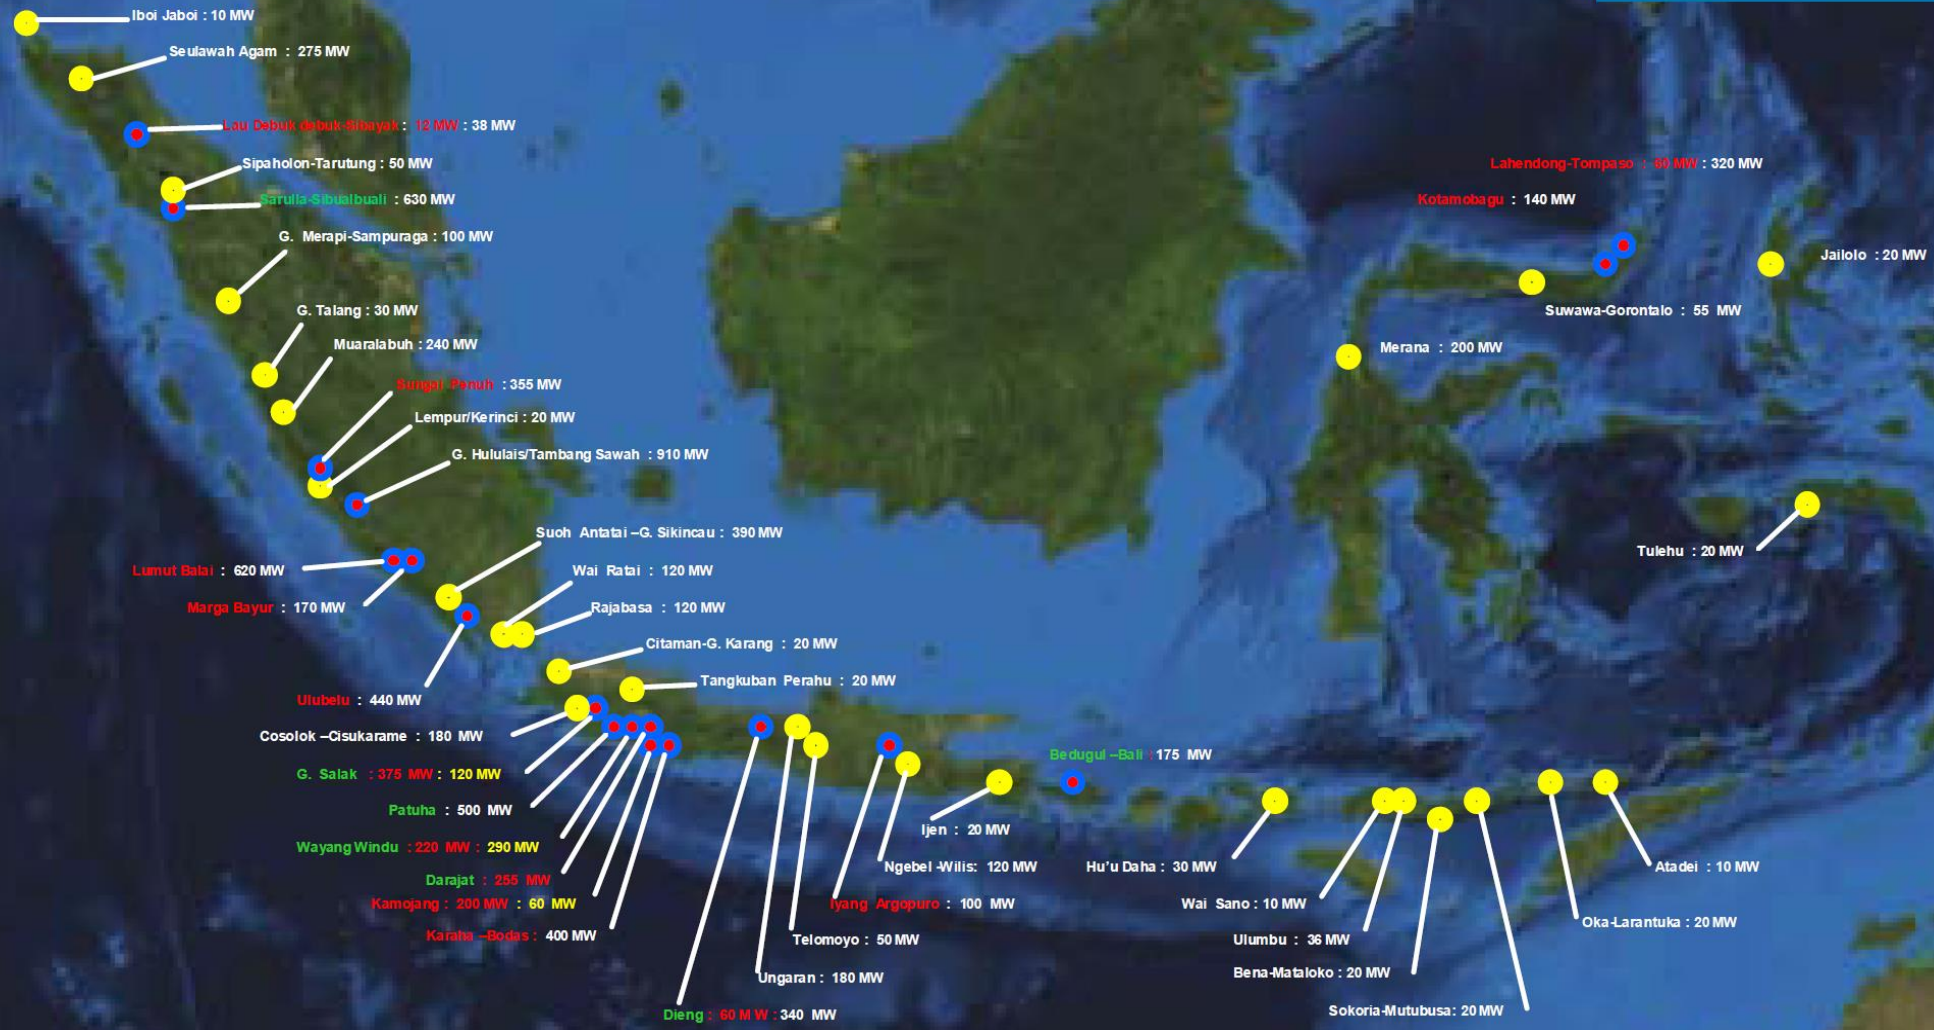 Iboi Jaboi : 10 MW
Seulawah Agam : 275 MW
Lau Debuk debuk-Sibayak : 12 MW : 38 MW
Sipaholon-Tarutung : 50 MW
Sarulla-Sibualbuali : 630 MW
G. Merapi-Sampuraga : 100 MW
G. Talang : 30 MW
Muaralabuh : 240 MW
Sungai Penuh : 355 MW
Lempur/Kerinci : 20 MW
G. Hululais/Tambang Sawah : 910 MW
Suoh Antatai –G. Sikincau : 390 MW
Lumut Balai : 620 MW
Wai Ratai : 120 MW
Marga Bayur : 170 MW
Rajabasa : 120 MW
Citaman-G. Karang : 20 MW
Tangkuban Perahu : 20 MW
Ulubelu : 440 MW
Cosolok –Cisukarame : 180 MW
G. Salak : 375 MW : 120 MW
Patuha : 500 MW
Wayang Windu : 220 MW : 290 MW
Darajat : 255 MW
Kamojang : 200 MW : 60 MW
Karaha –Bodas : 400 MW
Dieng : 60 M W : 340 MW
Ungaran : 180 MW
Telomoyo : 50 MW
Iyang Argopuro : 100 MW
Ngebel -Wilis: 120 MW
Ijen : 20 MW
Bedugul –Bali : 175 MW
Hu'u Daha : 30 MW
Wai Sano : 10 MW
Ulumbu : 36 MW
Bena-Mataloko : 20 MW
Sokoria-Mutubusa: 20 MW
Oka-Larantuka : 20 MW
Atadei : 10 MW
Lahendong-Tompaso : 60 MW : 320 MW
Kotamobagu : 140 MW
Jailolo : 20 MW
Suwawa-Gorontalo : 55 MW
Merana : 200 MW
Tulehu : 20 MW